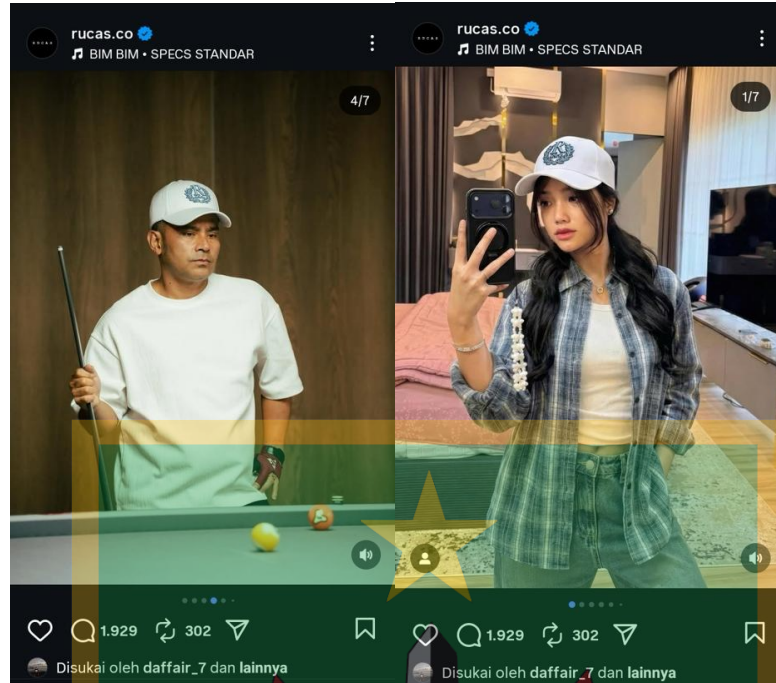 rucas.co
BIM BIM • SPECS STANDAR
4/7
1.929
302
Disukai oleh daffair_7 dan lainnya
rucas.co
BIM BIM • SPECS STANDAR
1/7
1.929
302
Disukai oleh daffair_7 dan lainnya